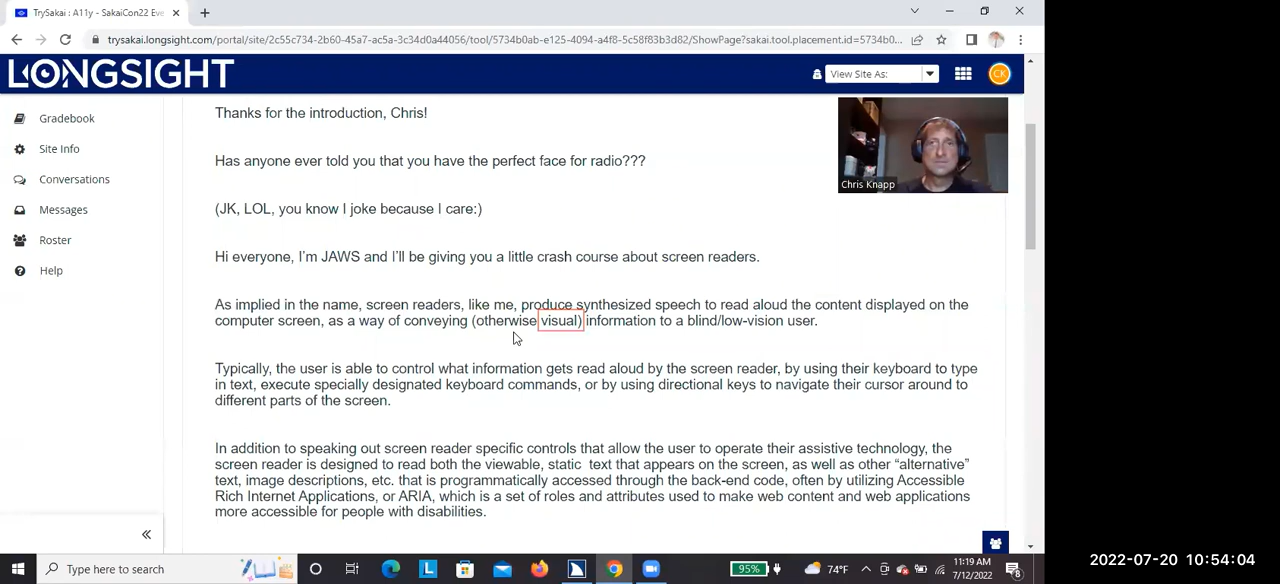 TrySakai : A11y - SakaiCon22 Eve
trysakai.longsight.com/portal/site/2c55c734-2b60-45a7-ac5a-3c34d0a44056/tool/5734b0ab-e125-4094-a4f8-5c58f83b3d82/ShowPage?sakai.tool.placement.id=5734b0...
LONGSIGHT
View Site As:
CK
Gradebook
Site Info
Conversations
Messages
Roster
Help
Thanks for the introduction, Chris!
Has anyone ever told you that you have the perfect face for radio???
(JK, LOL, you know I joke because I care:)
Hi everyone, I'm JAWS and I'll be giving you a little crash course about screen readers.
As implied in the name, screen readers, like me, produce synthesized speech to read aloud the content displayed on the
computer screen, as a way of conveying (otherwise visual) information to a blind/low-vision user.
Typically, the user is able to control what information gets read aloud by the screen reader, by using their keyboard to type
in text, execute specially designated keyboard commands, or by using directional keys to navigate their cursor around to
different parts of the screen.
In addition to speaking out screen reader specific controls that allow the user to operate their assistive technology, the
screen reader is designed to read both the viewable, static text that appears on the screen, as well as other “alternative”
text, image descriptions, etc. that is programmatically accessed through the back-end code, often by utilizing Accessible
Rich Internet Applications, or ARIA, which is a set of roles and attributes used to make web content and web applications
more accessible for people with disabilities.
Chris Knapp
Type here to search
L
95%
74°F
11:19 AM
7/12/2022
8
2022-07-20 10:54:04